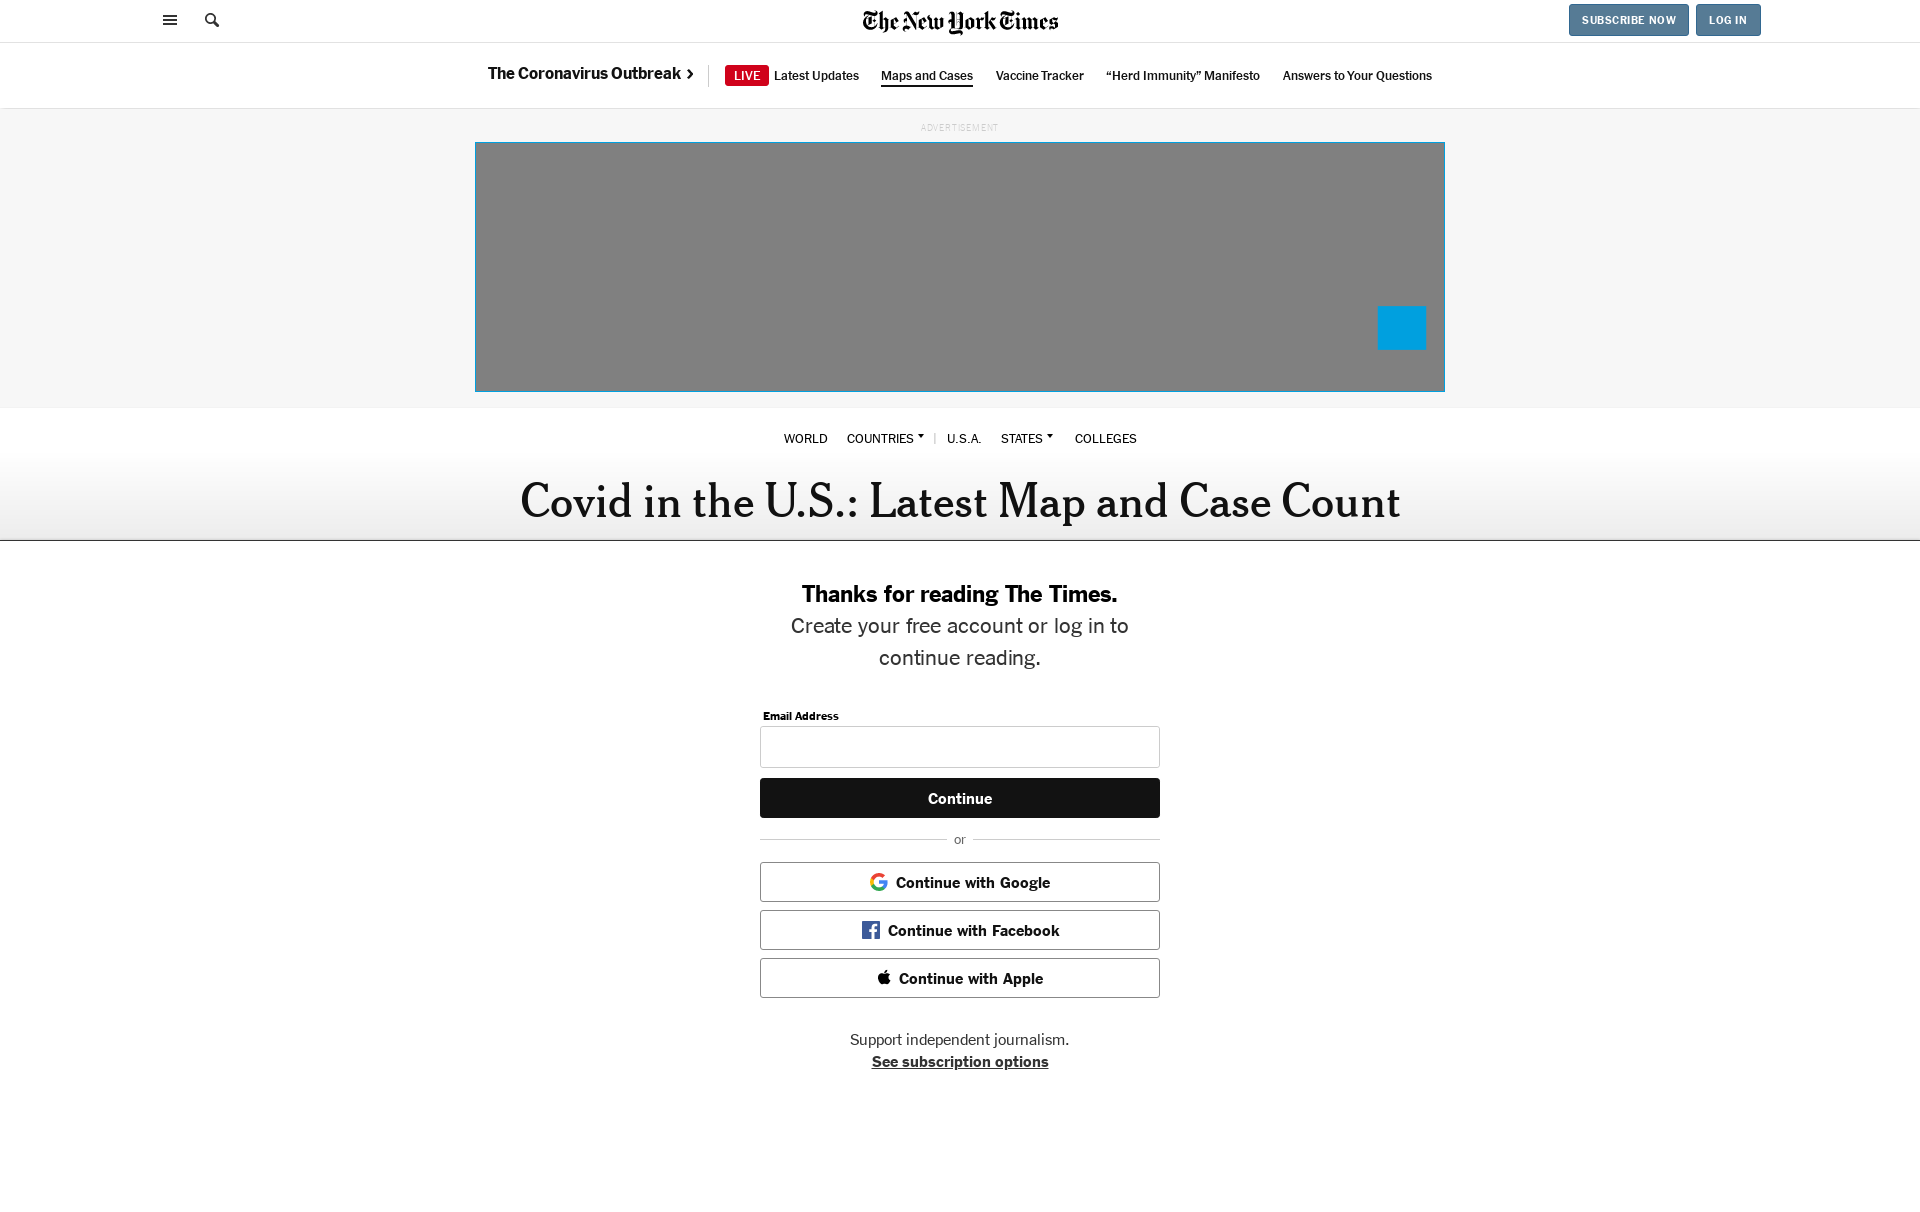 The New York Times
SUBSCRIBE NOW
LOG IN
The Coronavirus Outbreak
LIVE Latest Updates
Maps and Cases
Vaccine Tracker
“Herd Immunity” Manifesto
Answers to Your Questions
ADVERTISEMENT
WORLD COUNTRIES | U.S.A. STATES COLLEGES
Covid in the U.S.: Latest Map and Case Count
Thanks for reading The Times.
Create your free account or log in to
continue reading.
Email Address
Continue
or
Continue with Google
Continue with Facebook
Continue with Apple
Support independent journalism.
See subscription options